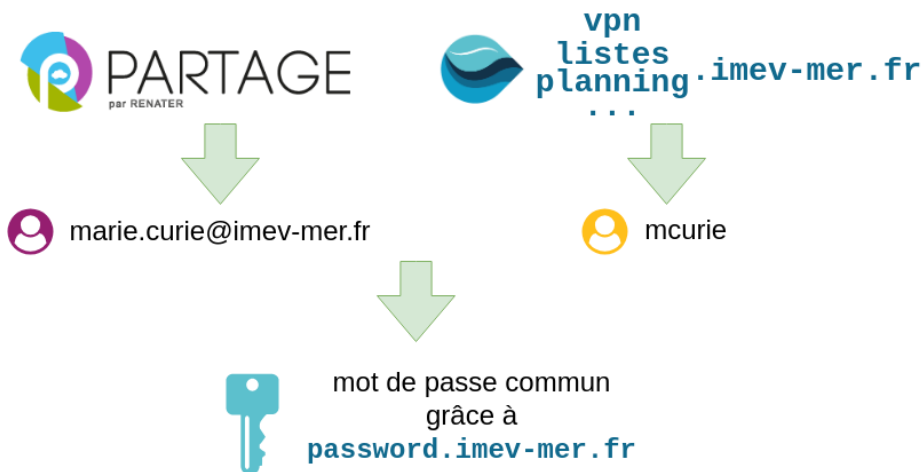 PARTAGE
par RENATER
vpn
listes
planning
...
.imev-mer.fr
marie.curie@imev-mer.fr
mcurie
mot de passe commun
grâce à
password.imev-mer.fr